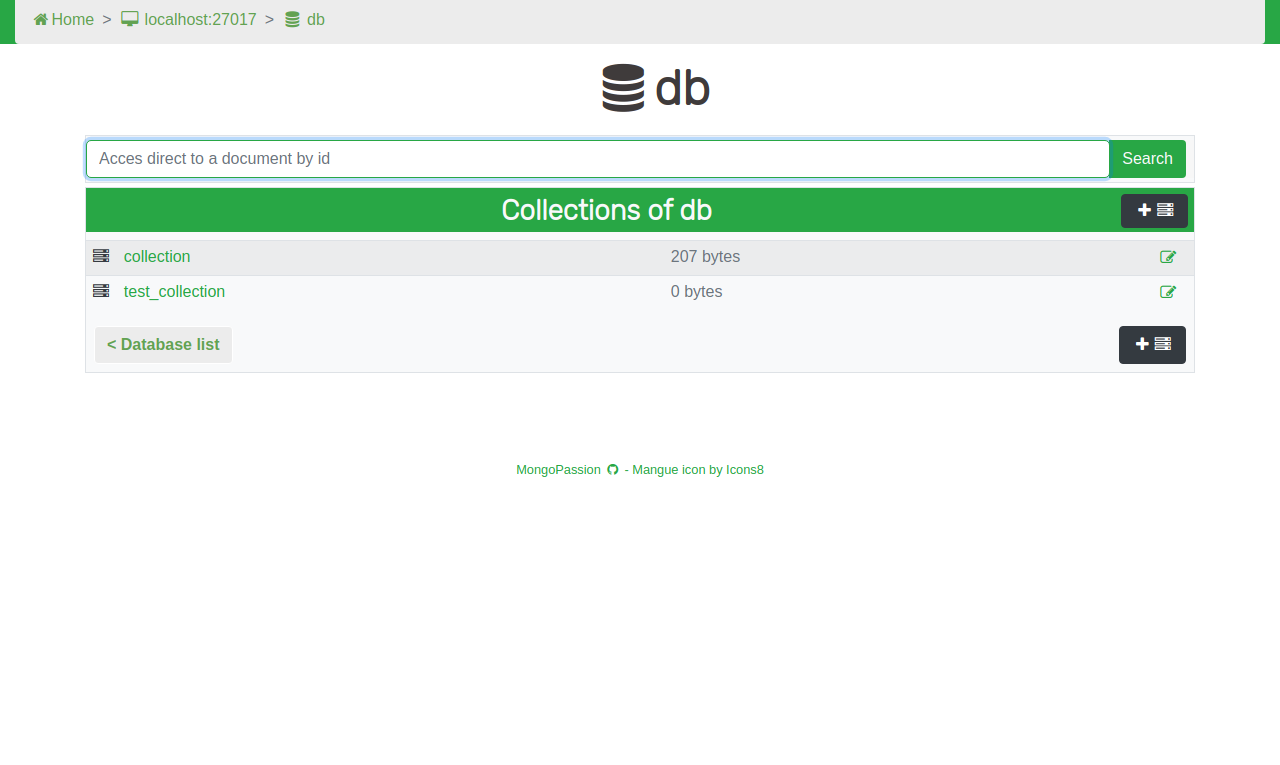 Home > localhost:27017 > db
db
Acces direct to a document by id
Search
Collections of db
collection 207 bytes
test_collection 0 bytes
< Database list
MongoPassion - Mangue icon by Icons8